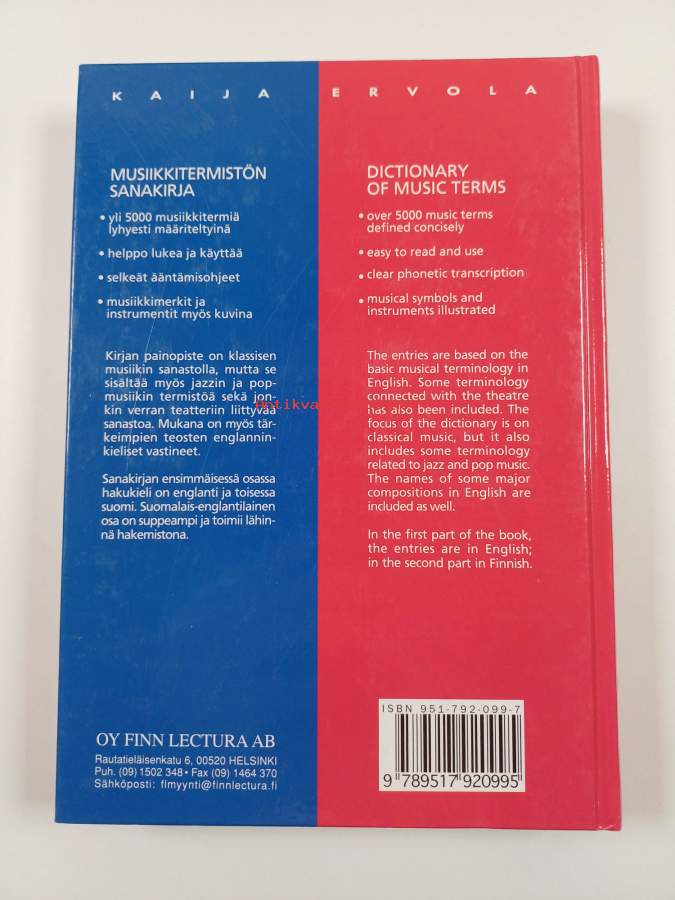 KAIJA ERVOLA
MUSIIKKITERMISTÖN
SANAKIRJA
• yli 5000 musiikkitermiä
lyhyesti määriteltyinä
• helppo lukea ja käyttää
• selkeät ääntämisohjeet
• musiikkimerkit ja
instrumentit myös kuvina
Kirjan painopiste on klassisen
musiikin sanastolla, mutta se
sisältää myös jazzin ja pop-
musiikin termistöä sekä jon-
kin verran teatteriin liittyvää
sanastoa. Mukana on myös tär-
keimpien teosten englannin-
kieliset vastineet.
Sanakirjan ensimmäisessä osassa
hakukieli on englanti ja toisessa
suomi. Suomalais-englantilainen
osa on suppeampi ja toimii lähin-
nä hakemistona.
OY FINN LECTURA AB
Rautatieläisenkatu 6, 00520 HELSINKI
Puh. (09) 1502 348 • Fax (09) 1464 370
Sähköposti: flmyynti@finnlectura.fi
DICTIONARY
OF MUSIC TERMS
• over 5000 music terms
defined concisely
• easy to read and use
• clear phonetic transcription
• musical symbols and
instruments illustrated
The entries are based on the
basic musical terminology in
English. Some terminology
connected with the theatre
has also been included. The
focus of the dictionary is on
classical music, but it also
includes some terminology
related to jazz and pop music.
The names of some major
compositions in English are
included as well.
In the first part of the book,
the entries are in English;
in the second part in Finnish.
ISBN 951-792-099-7
9 789517 920995